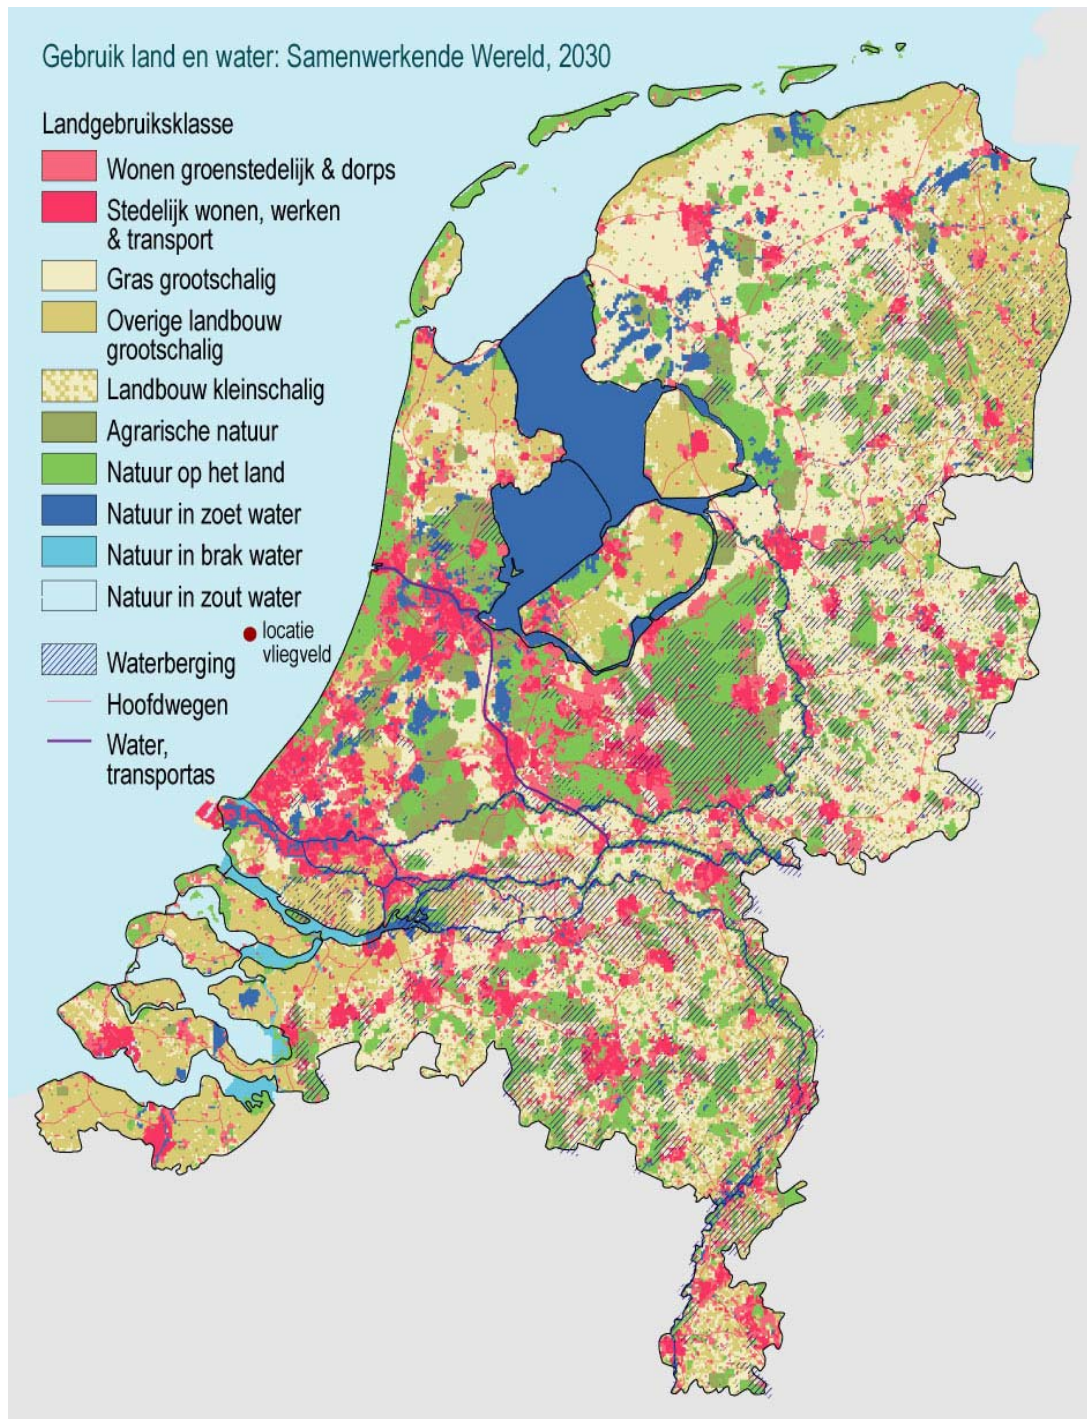 Gebruik land en water: Samenwerkende Wereld, 2030
Landgebruiksklasse
Wonen groenstedelijk & dorps
Stedelijk wonen, werken
& transport
Gras grootschalig
Overige landbouw
grootschalig
Landbouw kleinschalig
Agrarische natuur
Natuur op het land
Natuur in zoet water
Natuur in brak water
Natuur in zout water
locatie
vliegveld
Waterberging
Hoofdwegen
Water,
transportas